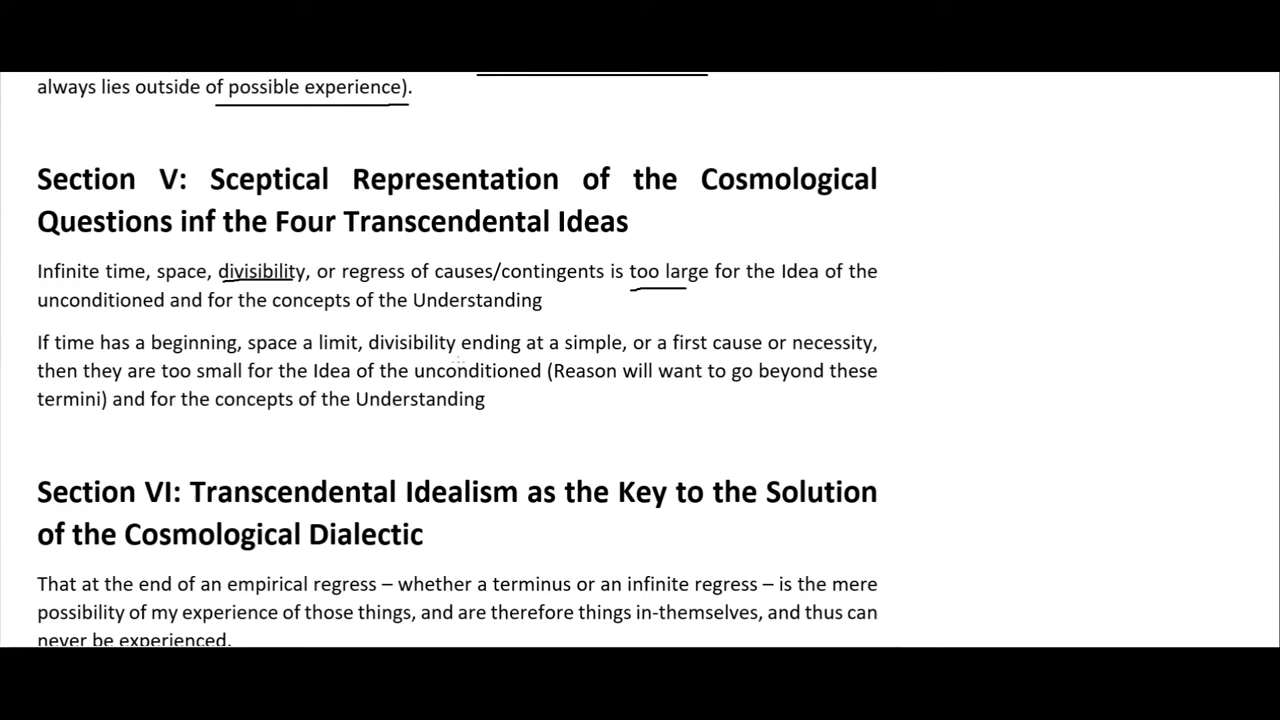 always lies outside of possible experience).
Section V: Sceptical Representation of the Cosmological
Questions inf the Four Transcendental Ideas
Infinite time, space, divisibility, or regress of causes/contingents is too large for the Idea of the
unconditioned and for the concepts of the Understanding
If time has a beginning, space a limit, divisibility ending at a simple, or a first cause or necessity,
then they are too small for the Idea of the unconditioned (Reason will want to go beyond these
termini) and for the concepts of the Understanding
Section VI: Transcendental Idealism as the Key to the Solution
of the Cosmological Dialectic
That at the end of an empirical regress – whether a terminus or an infinite regress – is the mere
possibility of my experience of those things, and are therefore things in-themselves, and thus can
never be experienced.